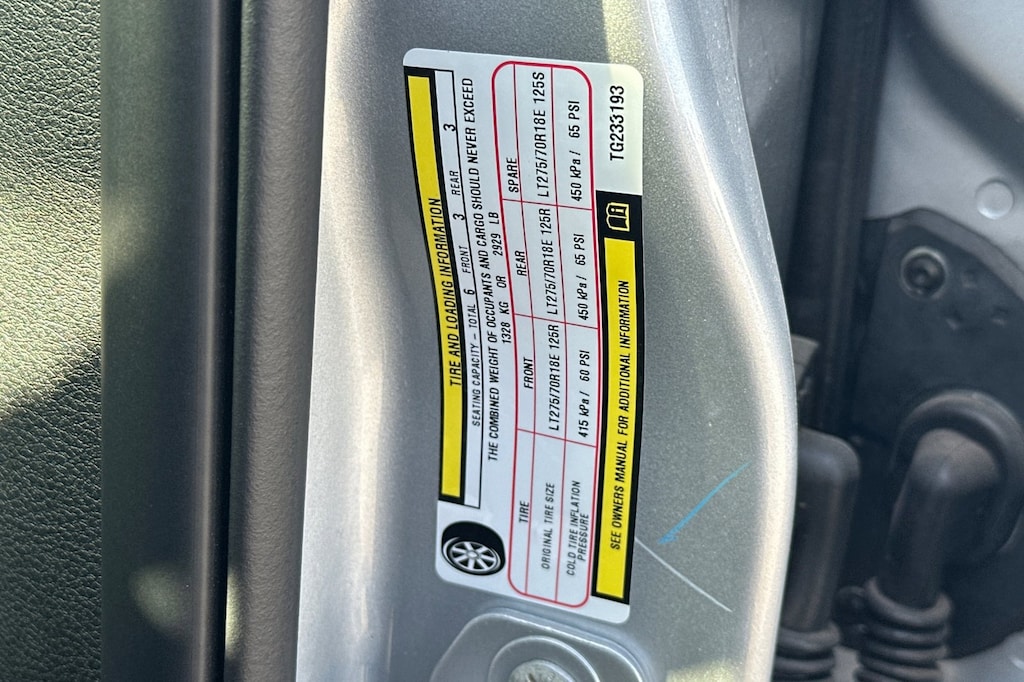 TIRE AND LOADING INFORMATION
SEATING CAPACITY – TOTAL 6 FRONT 3 REAR 3
THE COMBINED WEIGHT OF OCCUPANTS AND CARGO SHOULD NEVER EXCEED
1328 KG OR 2929 LB
TIRE FRONT REAR SPARE
ORIGINAL TIRE SIZE LT275/70R18E 125R LT275/70R18E 125R LT275/70R18E 125S
COLD TIRE INFLATION
PRESSURE 415 kPa / 60 PSI 450 kPa / 65 PSI 450 kPa / 65 PSI
SEE OWNERS MANUAL FOR ADDITIONAL INFORMATION
TG233193